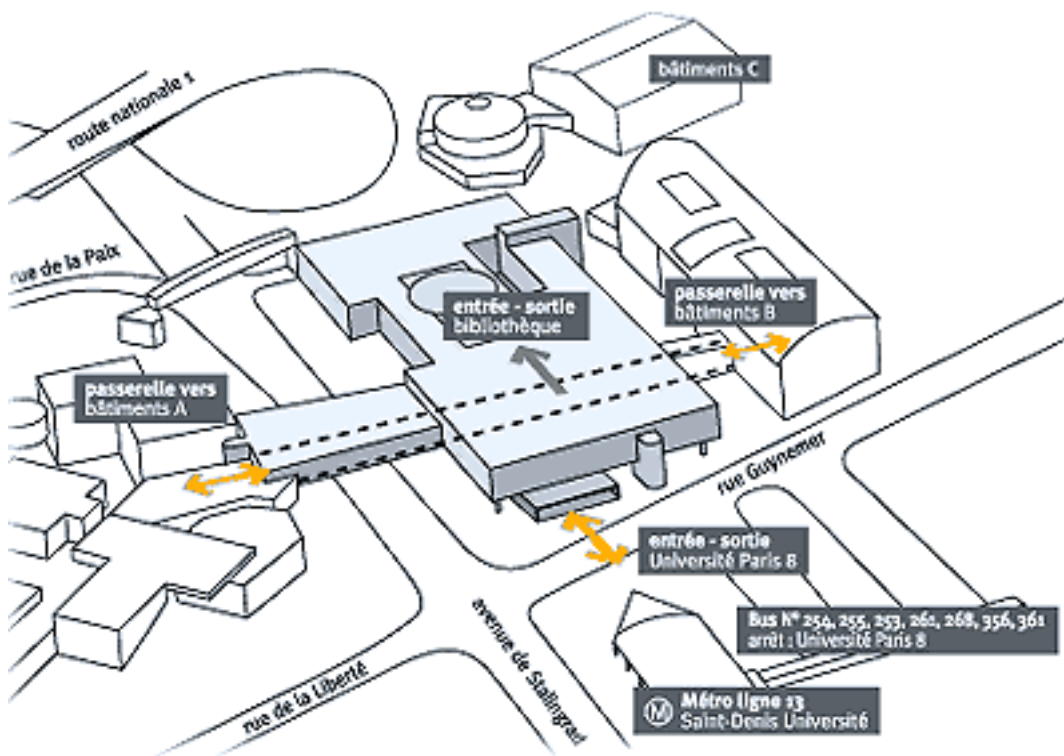 bâtiments C
route nationale 1
rue de la Paix
entrée - sortie
bibliothèque
passerelle vers
bâtiments B
passerelle vers
bâtiments A
rue Guynemer
entrée - sortie
Université Paris 8
Bus N° 254, 255, 253, 261, 268, 356, 361
arrêt : Université Paris 8
avenue de Stalingrad
rue de la Liberté
M Métro ligne 13
Saint-Denis Université